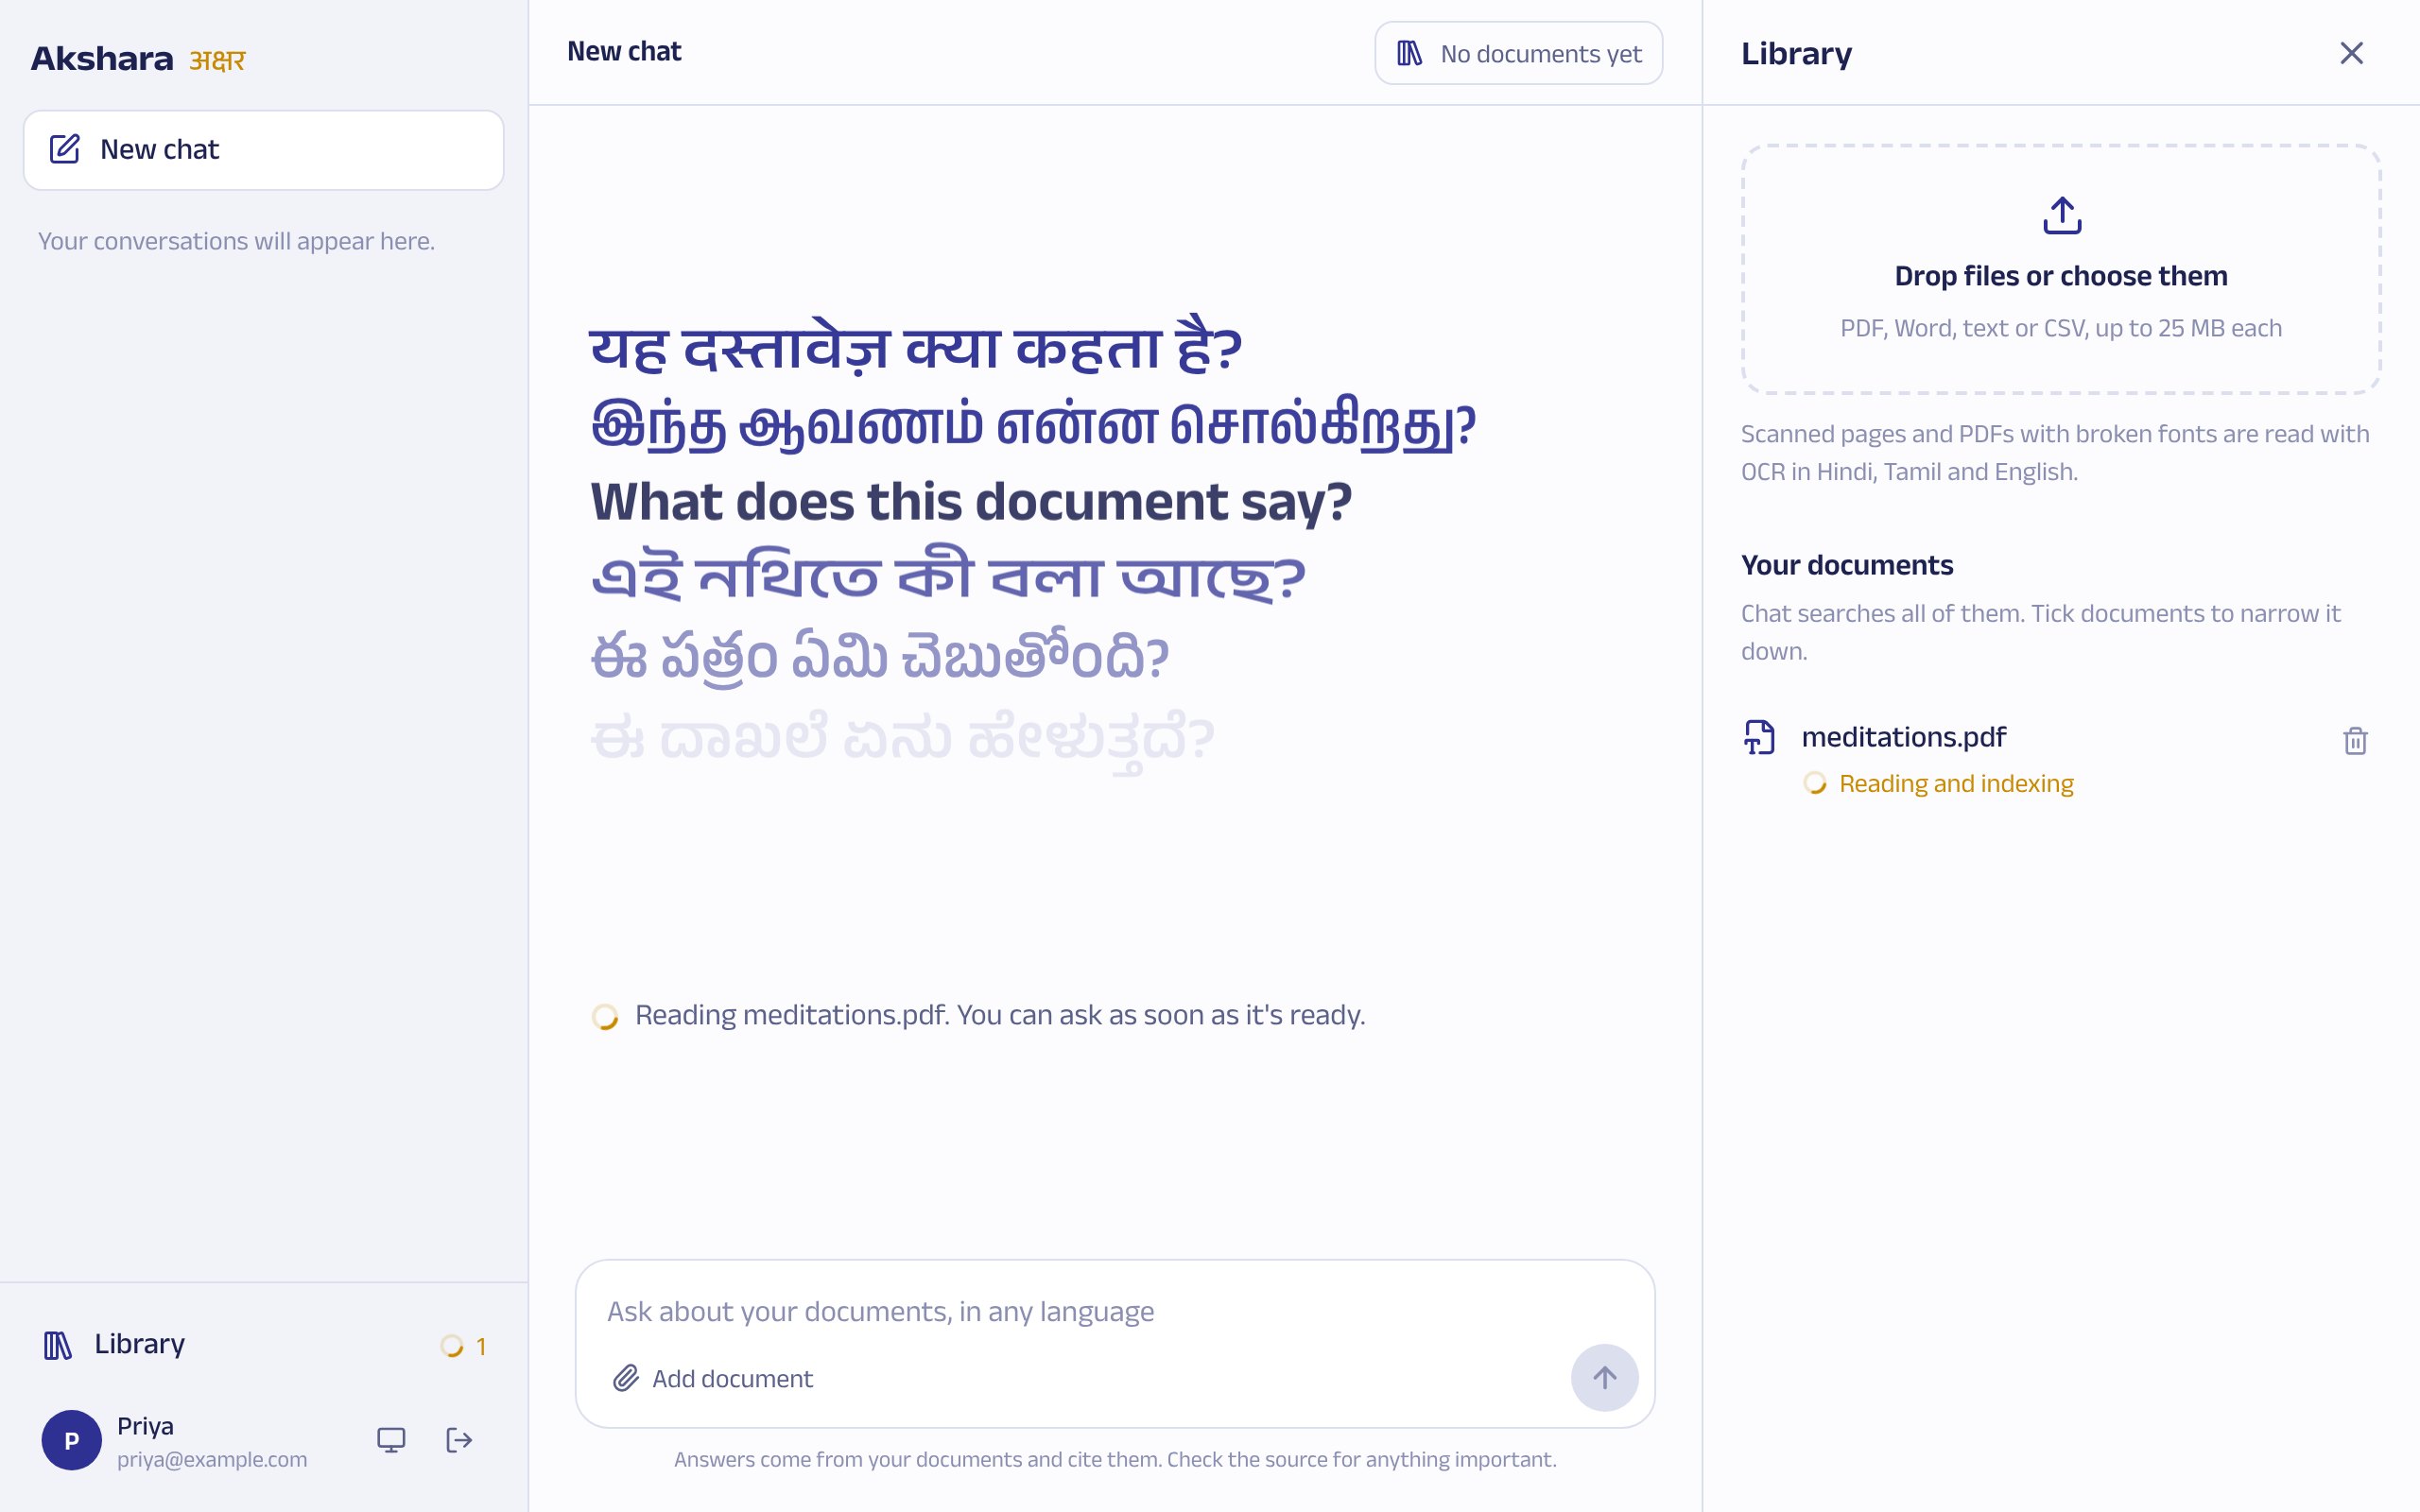 Akshara अक्षर
New chat
Your conversations will appear here.
Library 1
P
Priya
priya@example.com
New chat
No documents yet
यह दस्तावेज़ क्या कहता है?
இந்த ஆவணம் என்ன சொல்கிறது?
What does this document say?
এই নথিতে কী বলা আছে?
ఈ పత్రం ఏమి చెబుతోంది?
ಈ ದಾಖಲೆ ಏನು ಹೇಳುತ್ತದೆ?
Reading meditations.pdf. You can ask as soon as it's ready.
Ask about your documents, in any language
Add document
Answers come from your documents and cite them. Check the source for anything important.
Library
Drop files or choose them
PDF, Word, text or CSV, up to 25 MB each
Scanned pages and PDFs with broken fonts are read with
OCR in Hindi, Tamil and English.
Your documents
Chat searches all of them. Tick documents to narrow it
down.
meditations.pdf
Reading and indexing